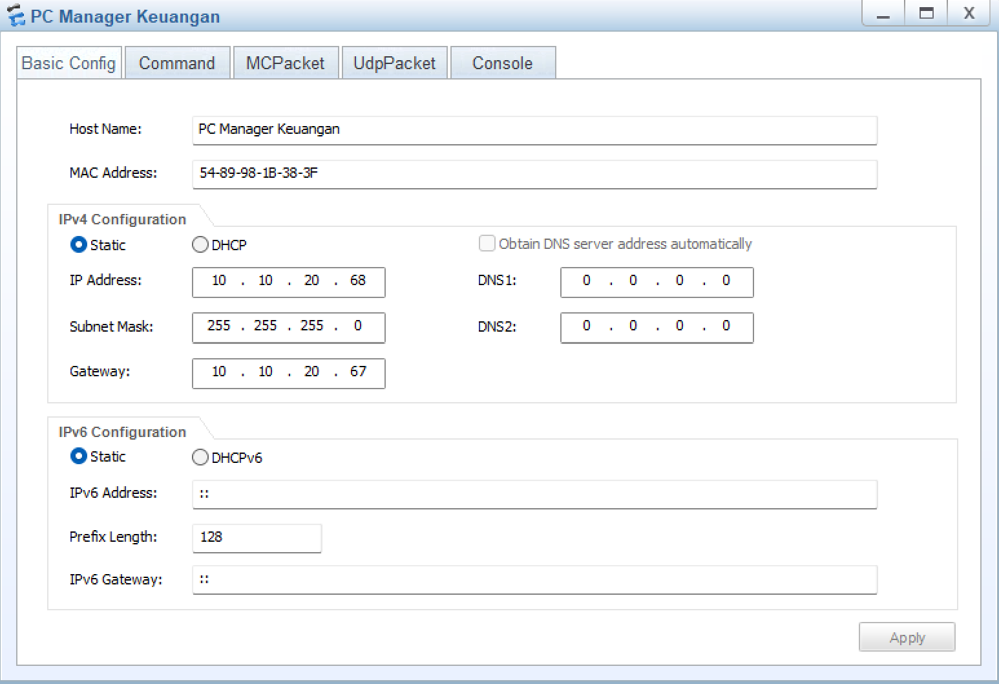 PC Manager Keuangan
X
Basic Config Command MCPacket UdpPacket Console
Host Name: PC Manager Keuangan
MAC Address: 54-89-98-1B-38-3F
IPv4 Configuration
Static DHCP Obtain DNS server address automatically
IP Address: 10 . 10 . 20 . 68 DNS1: 0 . 0 . 0 . 0
Subnet Mask: 255 . 255 . 255 . 0 DNS2: 0 . 0 . 0 . 0
Gateway: 10 . 10 . 20 . 67
IPv6 Configuration
Static DHCPv6
IPv6 Address: ::
Prefix Length: 128
IPv6 Gateway: ::
Apply